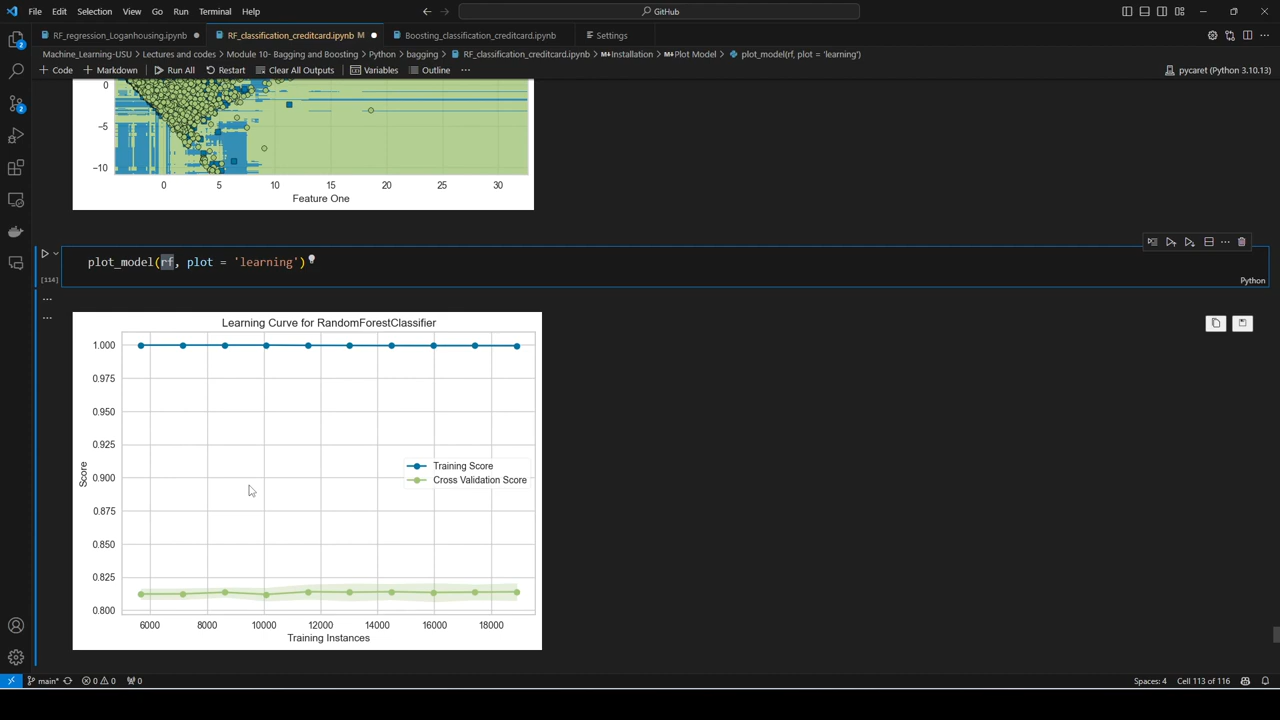 File Edit Selection View Go Run Terminal Help GitHub
RF_regression_Loganhousing.ipynb RF_classification_creditcard.ipynb M Boosting_classification_creditcard.ipynb Settings
Machine_Learning-USU > Lectures and codes > Module 10- Bagging and Boosting > Python > bagging > RF_classification_creditcard.ipynb > M↓Installation > M↓Plot Model > plot_model(rf, plot = 'learning')
+ Code + Markdown Run All Restart Clear All Outputs Variables Outline ... pycaret (Python 3.10.13)
0
−5
−10
0 5 10 15 20 25 30
Feature One
plot_model(rf, plot = 'learning')
[114]
Python
...
...
Learning Curve for RandomForestClassifier
1.000
0.975
0.950
0.925
0.900
0.875
0.850
0.825
0.800
Score
Training Score
Cross Validation Score
6000 8000 10000 12000 14000 16000 18000
Training Instances
2
2
main* 0 0 0 Spaces: 4 Cell 113 of 116